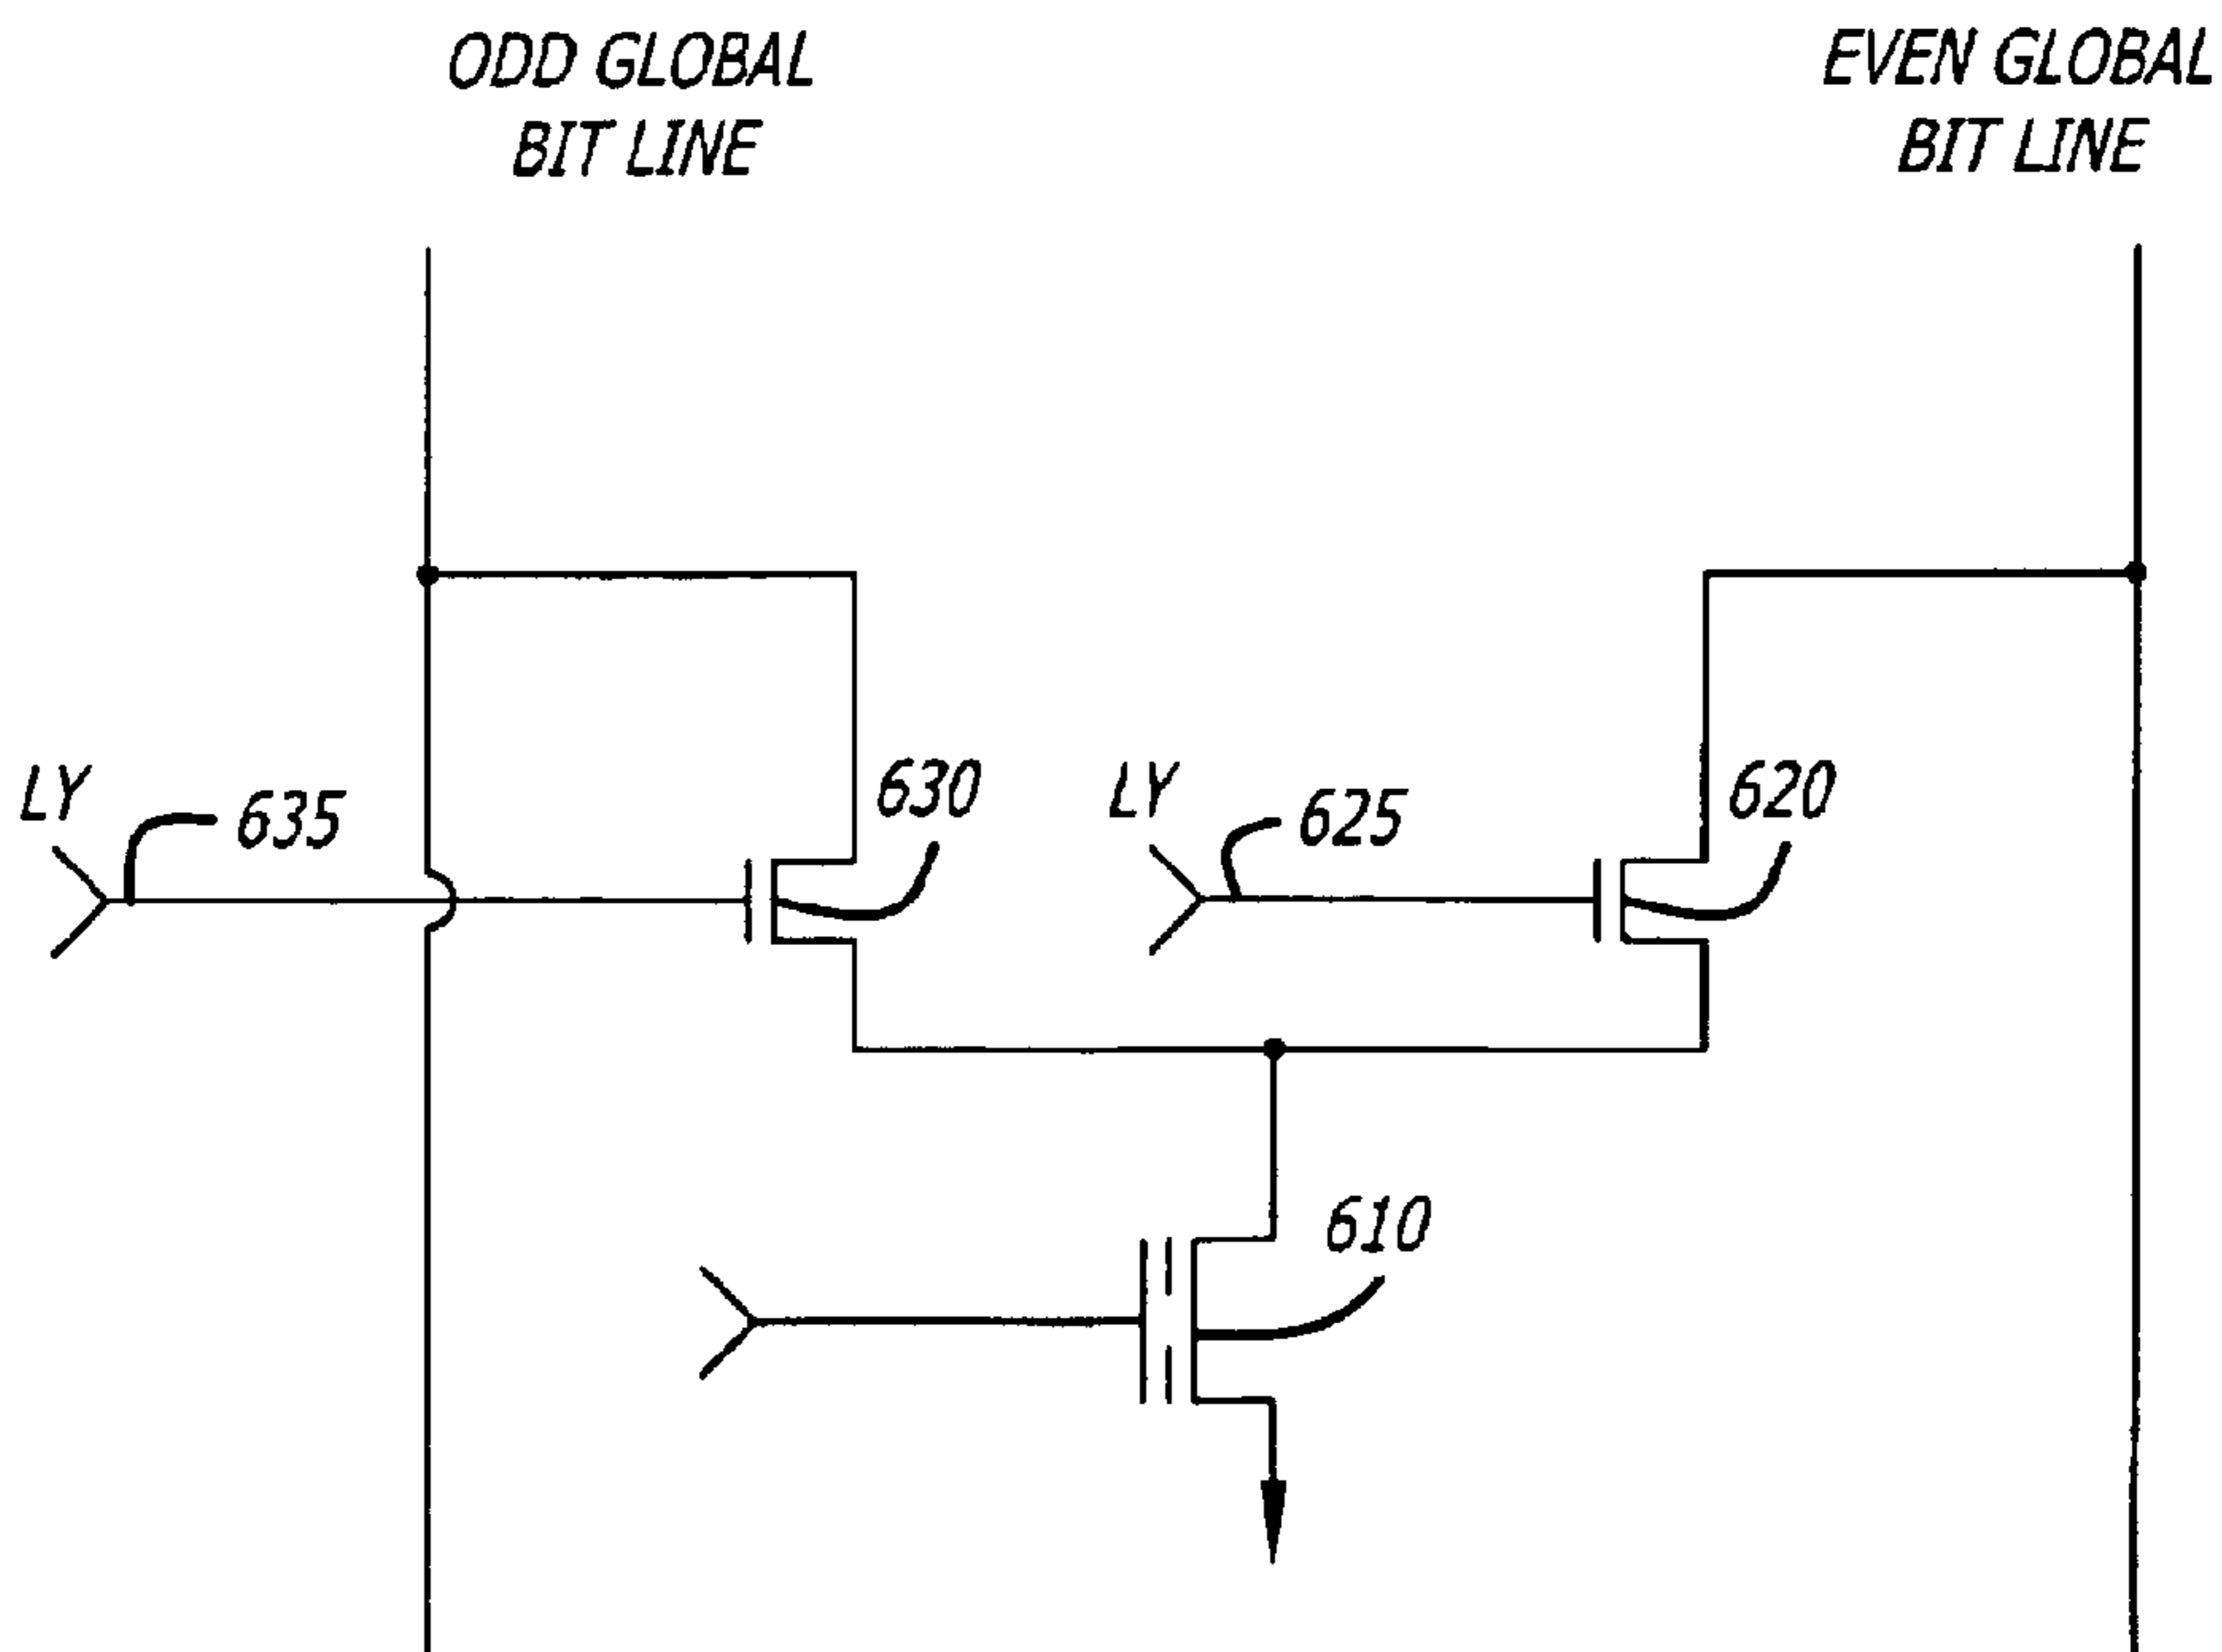 ODD GLOBAL
BIT LINE
EVEN GLOBAL
BIT LINE
LY
635
630
LY
625
620
610